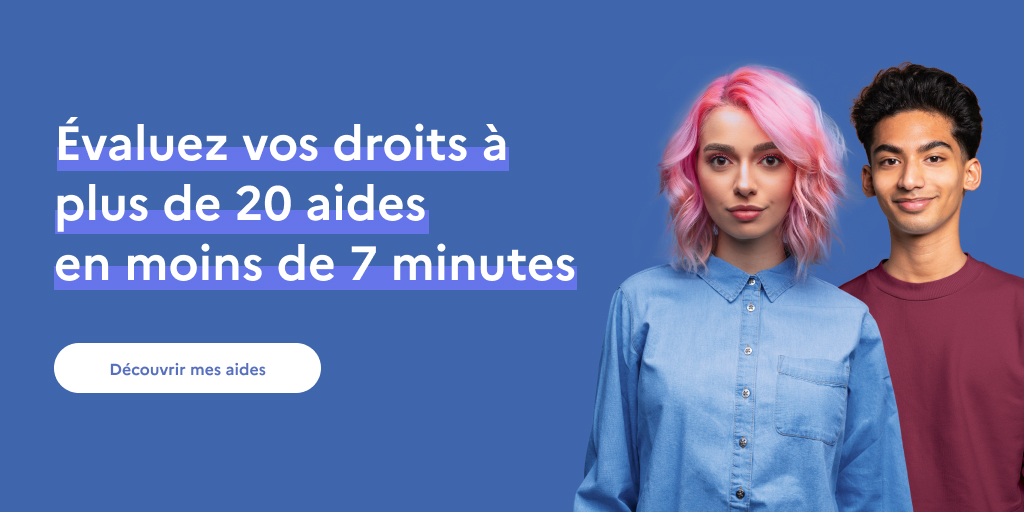 Évaluez vos droits à
plus de 20 aides
en moins de 7 minutes
Découvrir mes aides